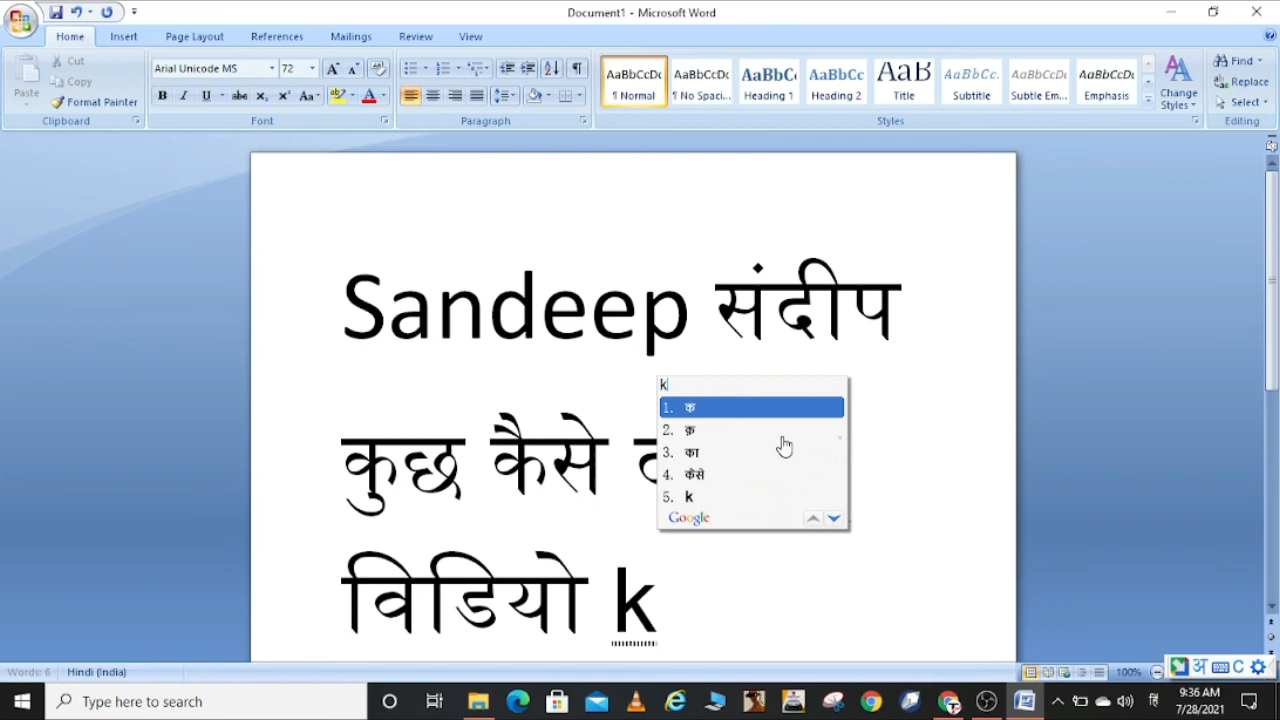 Document1 - Microsoft Word
Home Insert Page Layout References Mailings Review View
Paste
Cut
Copy
Format Painter
Clipboard
Arial Unicode MS 72
Font
Paragraph
AaBbCcDc AaBbCcDc AaBbC AaBbCc AaB AaBbCc. AaBbCcDc AaBbCcDc
¶ Normal ¶ No Spaci... Heading 1 Heading 2 Title Subtitle Subtle Em... Emphasis
Change Styles
Styles
Find
Replace
Select
Editing
Sandeep संदीप
कुछ कैसे
विडियो k
k
1. क
2. क़
3. का
4. कैसे
5. k
Google
Words: 6 Hindi (India) 100%
अ
Type here to search
9:36 AM
7/28/2021